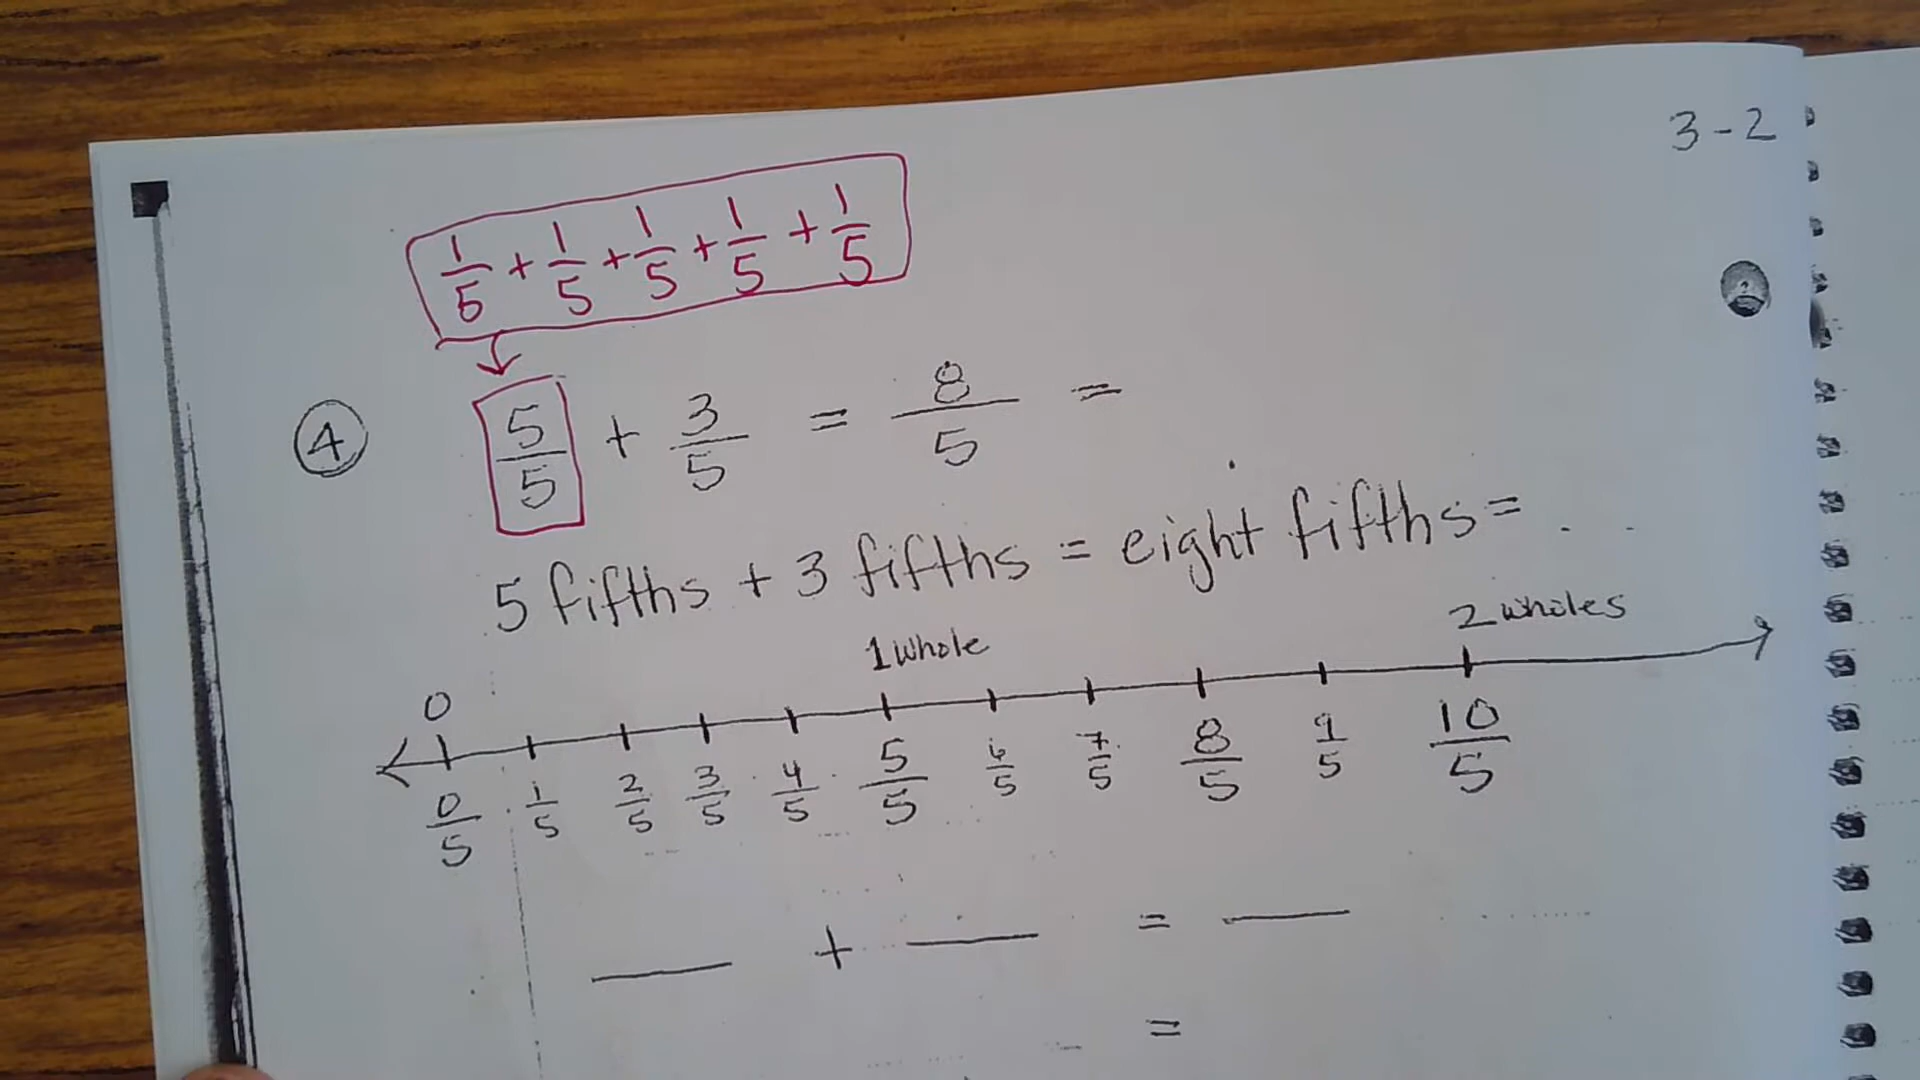 3-2
1/5 + 1/5 + 1/5 + 1/5 + 1/5
4 5/5 + 3/5 = 8/5 =
5 fifths + 3 fifths = eight fifths =
0 1 whole 2 wholes
0/5 1/5 2/5 3/5 4/5 5/5 6/5 7/5 8/5 9/5 10/5
___ + ___ = ___
=